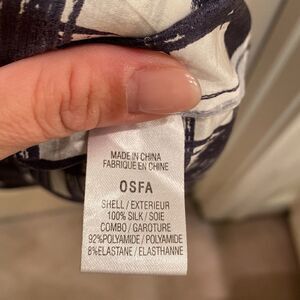 MADE IN CHINA
FABRIQUE EN CHINE
OSFA
SHELL / EXTERIEUR
100% SILK / SOIE
COMBO / GAROTURE
92%POLYAMIDE / POLYAMIDE
8%ELASTANE / ELASTHANNE